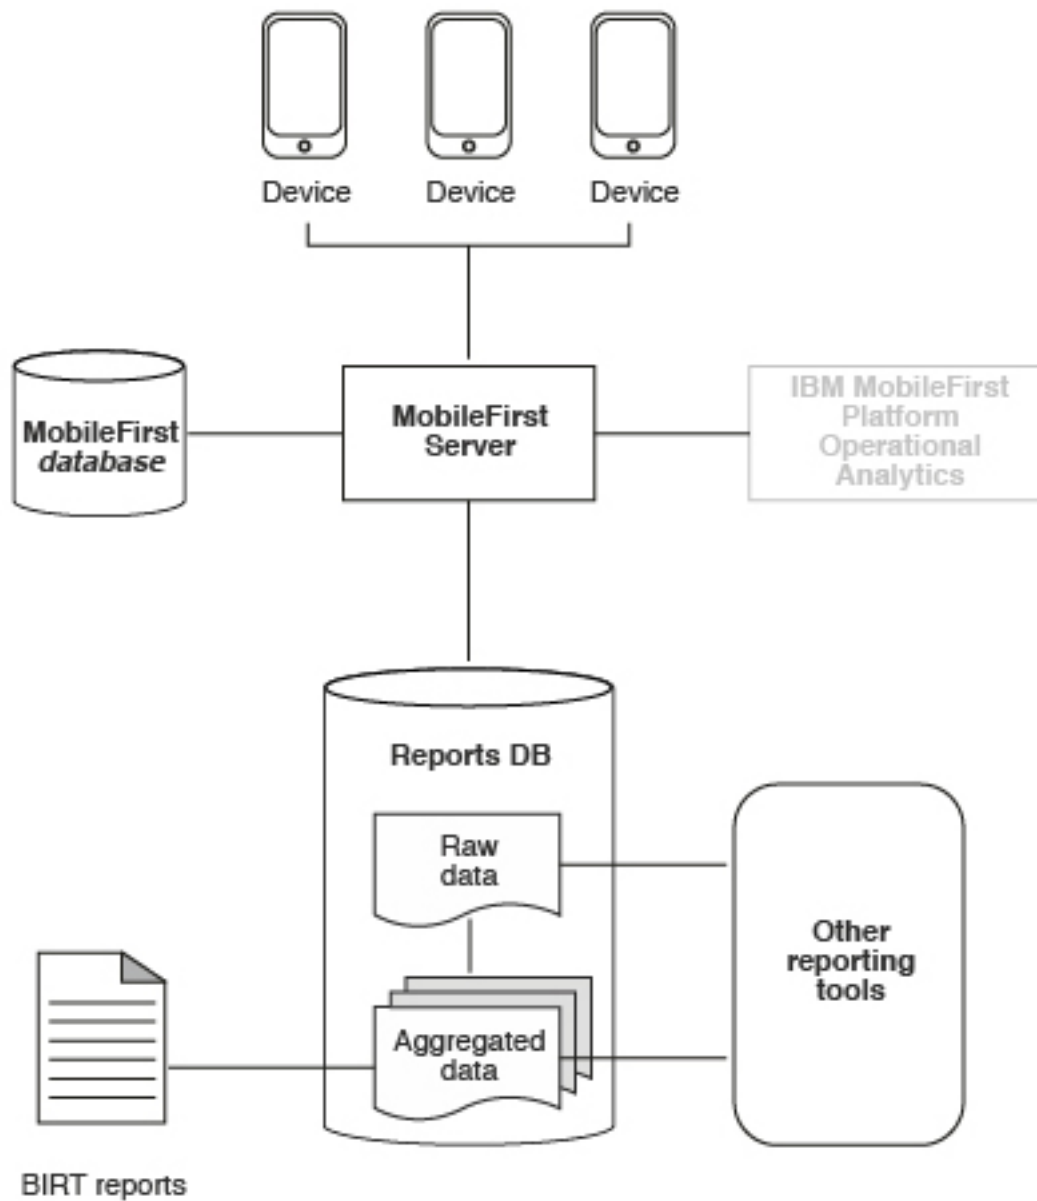 Device
Device
Device
MobileFirst
database
MobileFirst
Server
IBM MobileFirst
Platform
Operational
Analytics
Reports DB
Raw
data
Aggregated
data
Other
reporting
tools
BIRT reports